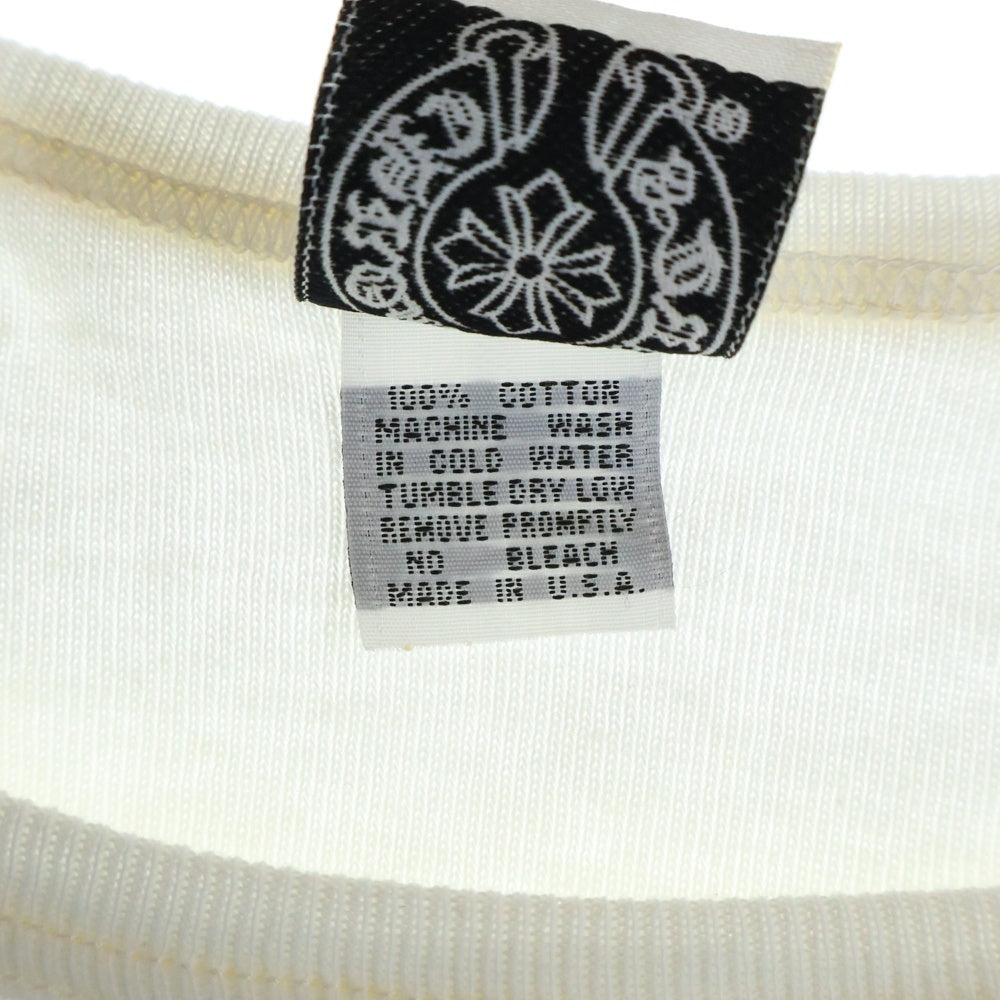 100% COTTON
MACHINE WASH
IN COLD WATER
TUMBLE DRY LOW
REMOVE PROMPTLY
NO BLEACH
MADE IN U.S.A.